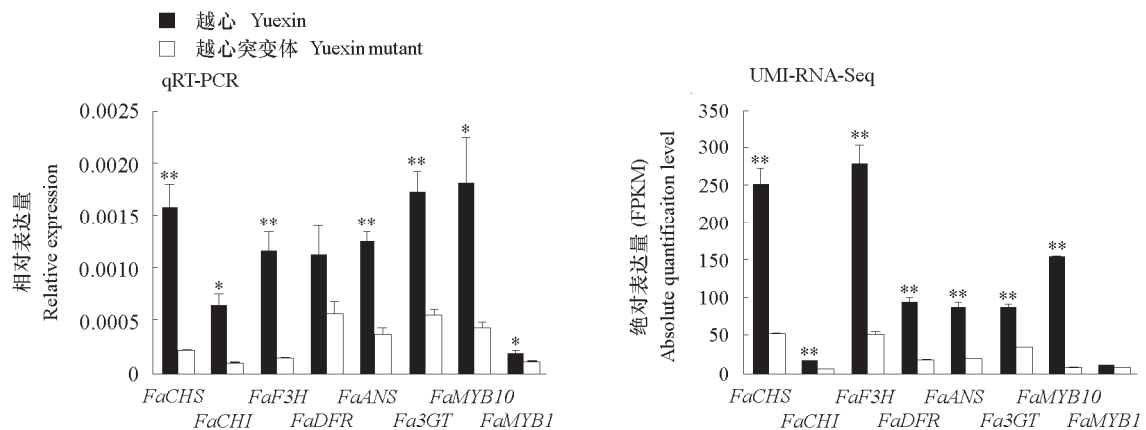 越心 Yuexin
越心突变体 Yuexin mutant
qRT-PCR
相对表达量
Relative expression
0.0025
0.0020
0.0015
0.0010
0.0005
0
**
*
**
**
**
*
*
FaCHS
FaCHI
FaF3H
FaDFR
FaANS
Fa3GT
FaMYB10
FaMYB1
UMI-RNA-Seq
绝对表达量 (FPKM)
Absolute quantificaiton level
350
300
250
200
150
100
50
0
**
**
**
**
**
**
**
FaCHS
FaCHI
FaF3H
FaDFR
FaANS
Fa3GT
FaMYB10
FaMYB1